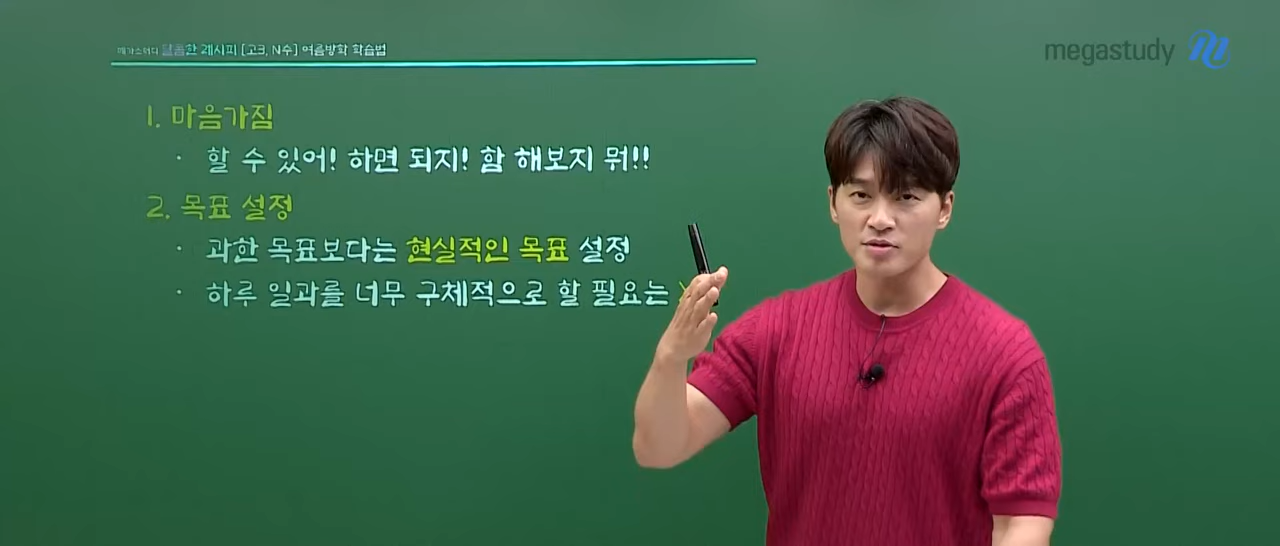 메가스터디 달콤한 레시피 [고3, N수] 여름방학 학습법
megastudy
1. 마음가짐
· 할 수 있어! 하면 되지! 함 해보지 뭐!!
2. 목표 설정
· 과한 목표보다는 현실적인 목표 설정
· 하루 일과를 너무 구체적으로 할 필요는